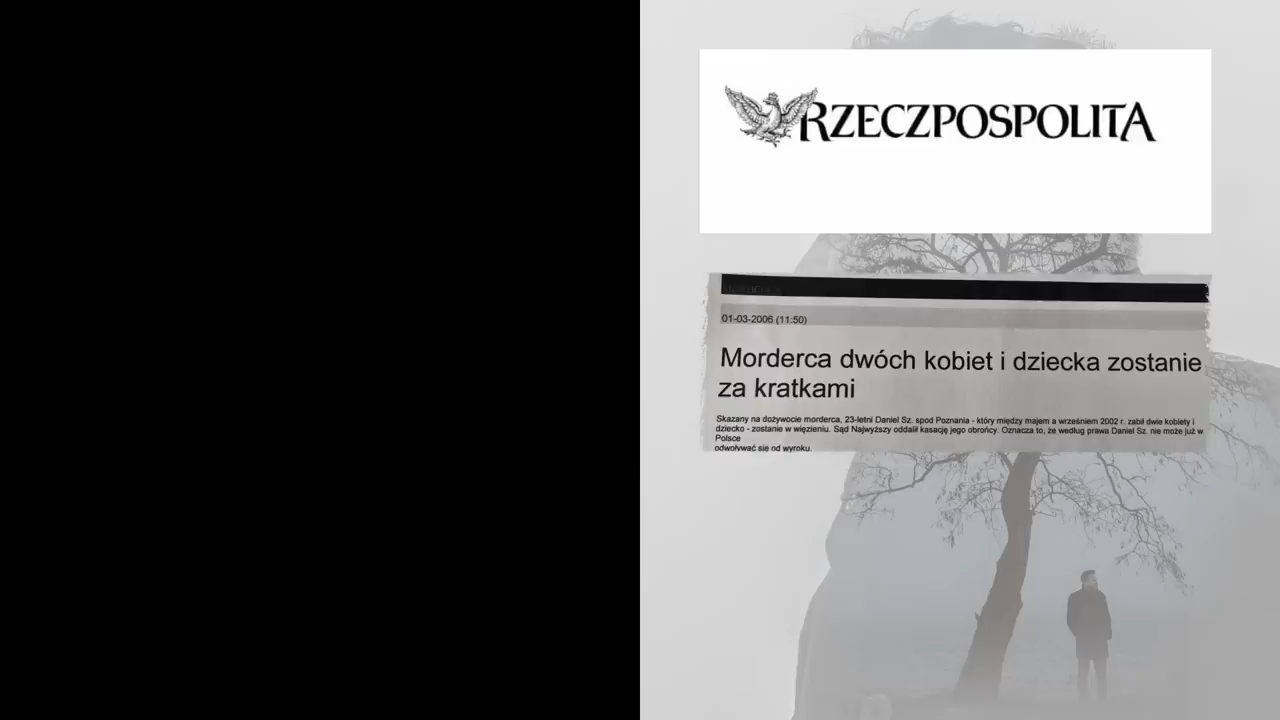 RZECZPOSPOLITA
01-03-2006 (11:50)
Morderca dwóch kobiet i dziecka zostanie
za kratkami
Skazany na dożywocie morderca, 23-letni Daniel Sz. spod Poznania - który między majem a wrześniem 2002 r. zabił dwie kobiety i
dziecko - zostanie w więzieniu. Sąd Najwyższy oddalił kasację jego obrońcy. Oznacza to, że według prawa Daniel Sz. nie może już w
Polsce
odwoływać się od wyroku.